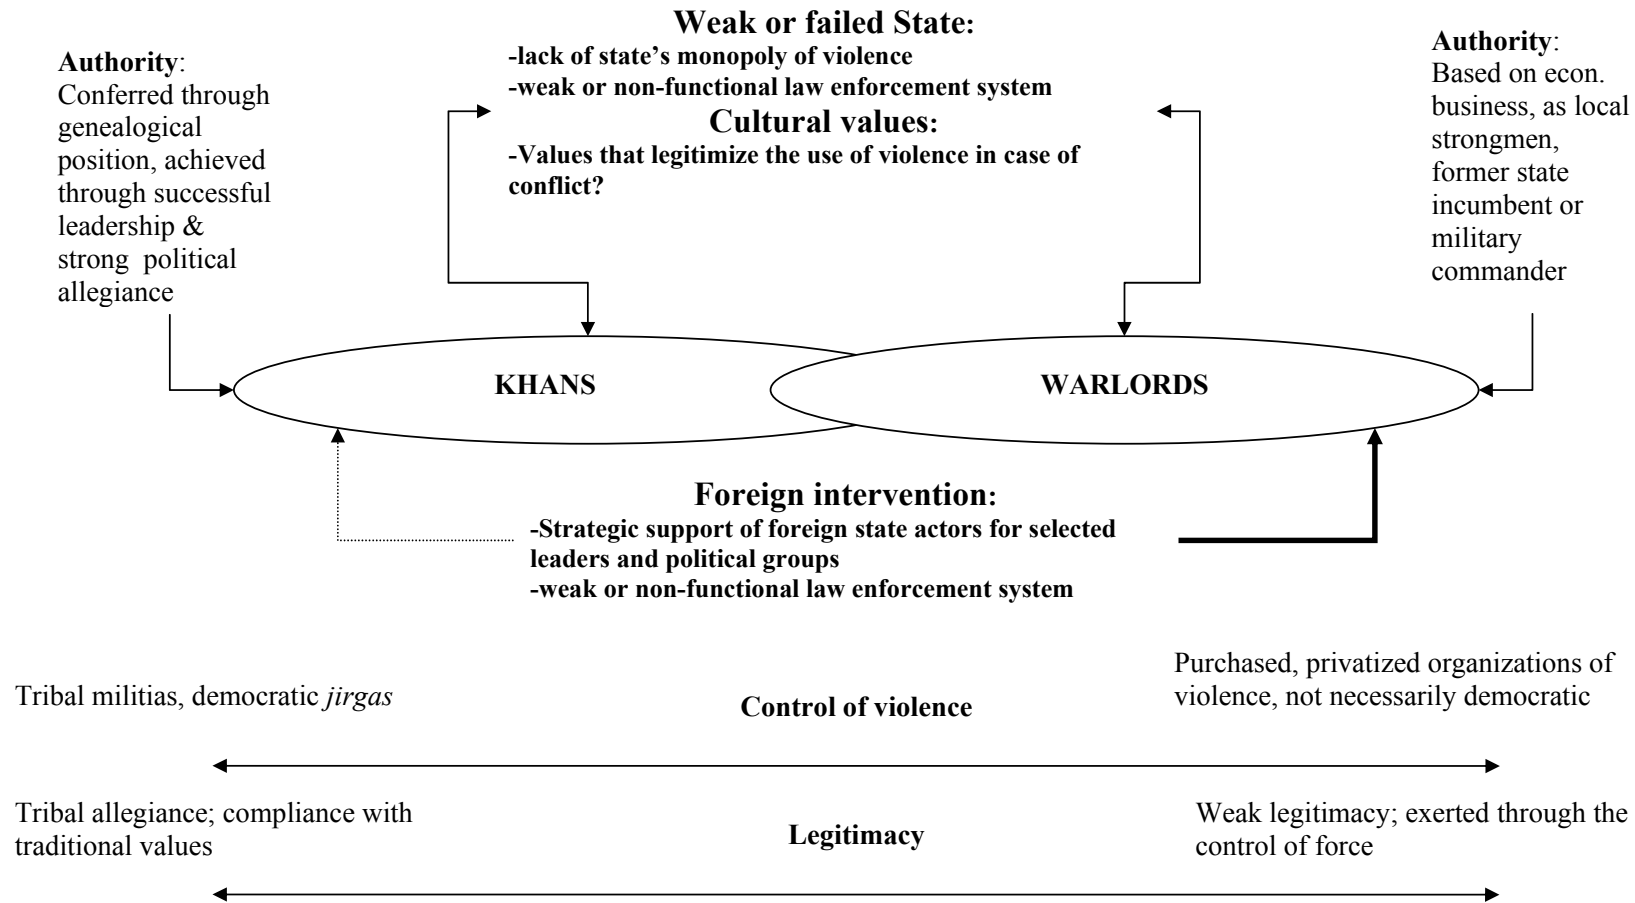 Weak or failed State:
-lack of state’s monopoly of violence
-weak or non-functional law enforcement system
Cultural values:
-Values that legitimize the use of violence in case of
conflict?
Authority:
Conferred through
genealogical
position, achieved
through successful
leadership &
strong  political
allegiance
Authority:
Based on econ.
business, as local
strongmen,
former state
incumbent or
military
commander
KHANS
WARLORDS
Foreign intervention:
-Strategic support of foreign state actors for selected
leaders and political groups
-weak or non-functional law enforcement system
Tribal militias, democratic jirgas
Control of violence
Purchased, privatized organizations of
violence, not necessarily democratic
Tribal allegiance; compliance with
traditional values
Legitimacy
Weak legitimacy; exerted through the
control of force